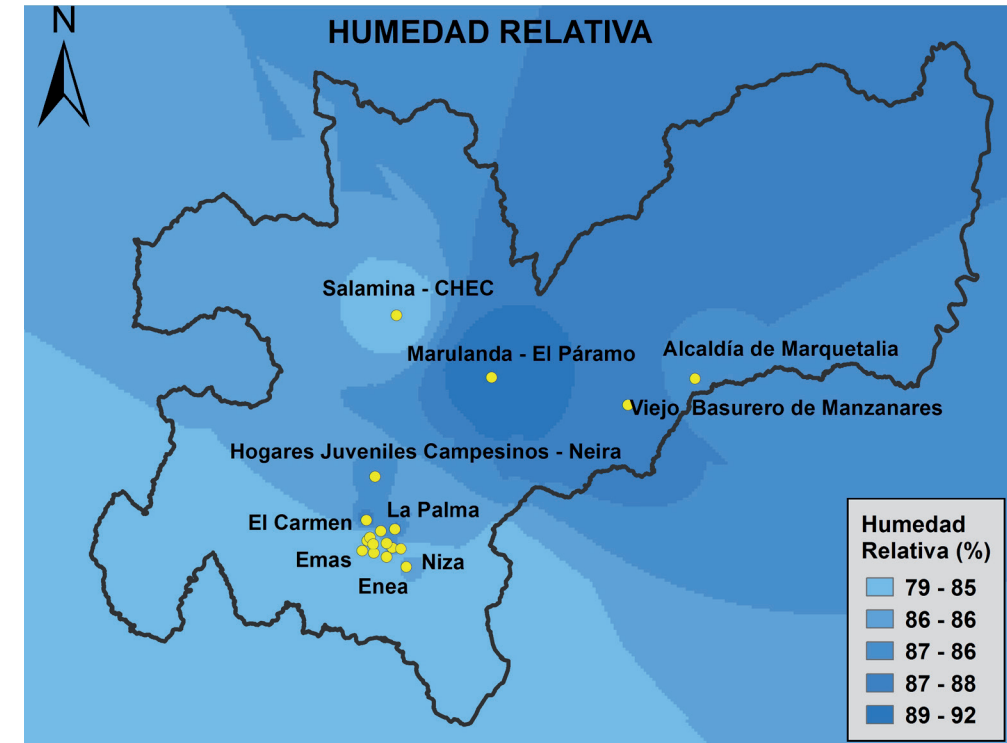 N
HUMEDAD RELATIVA
Salamina - CHEC
Marulanda - El Páramo
Alcaldía de Marquetalia
Viejo Basurero de Manzanares
Hogares Juveniles Campesinos - Neira
La Palma
El Carmen
Emas
Niza
Enea
Humedad
Relativa (%)
79 - 85
86 - 86
87 - 86
87 - 88
89 - 92